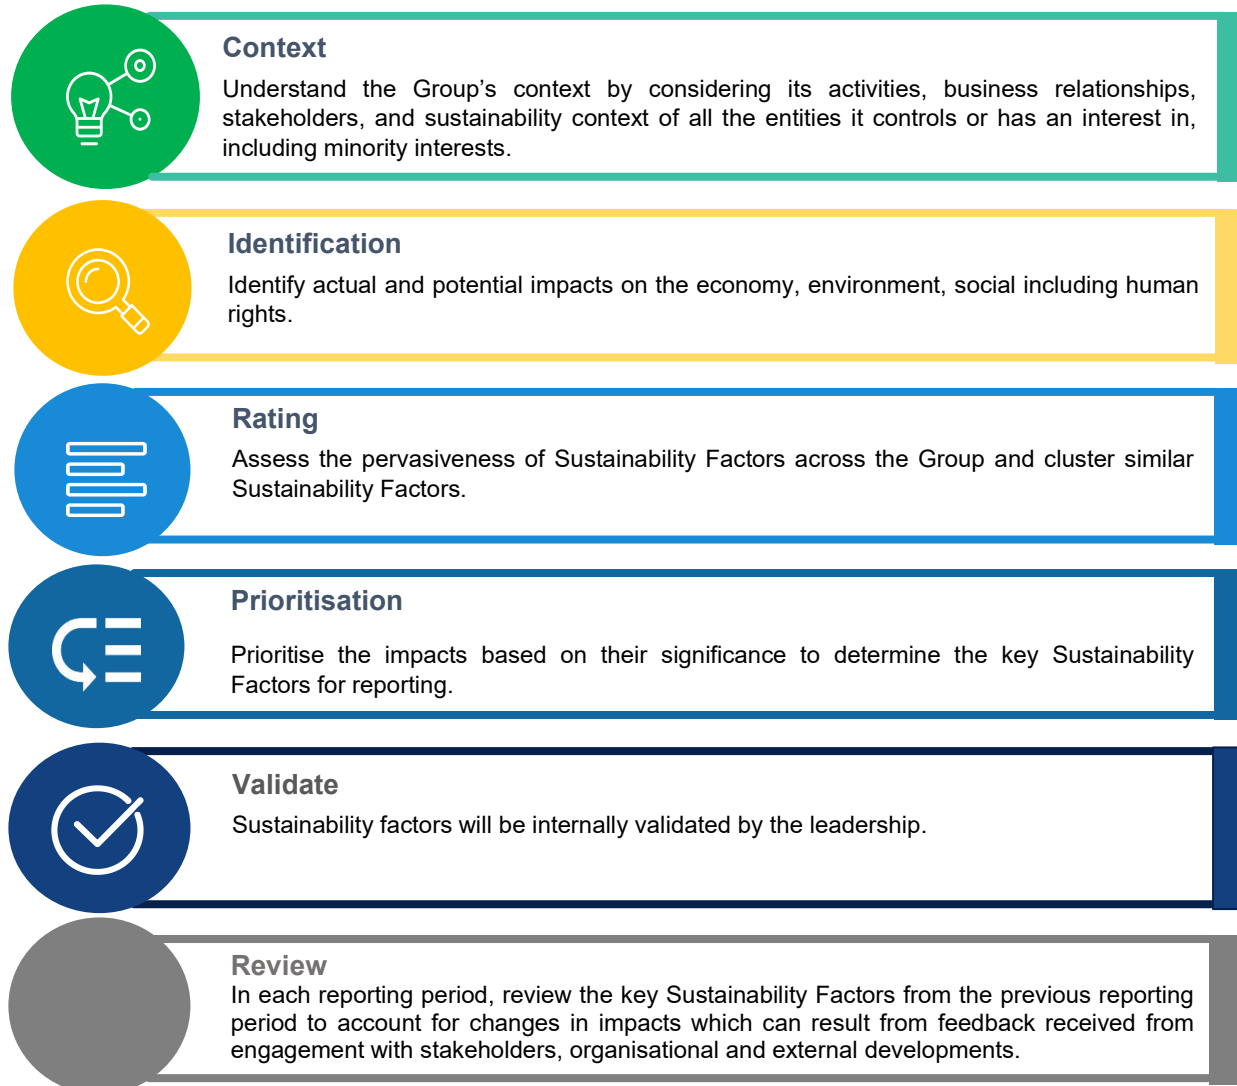 Context
Understand the Group's context by considering its activities, business relationships,
stakeholders, and sustainability context of all the entities it controls or has an interest in,
including minority interests.
Identification
Identify actual and potential impacts on the economy, environment, social including human
rights.
Rating
Assess the pervasiveness of Sustainability Factors across the Group and cluster similar
Sustainability Factors.
Prioritisation
Prioritise the impacts based on their significance to determine the key Sustainability
Factors for reporting.
Validate
Sustainability factors will be internally validated by the leadership.
Review
In each reporting period, review the key Sustainability Factors from the previous reporting
period to account for changes in impacts which can result from feedback received from
engagement with stakeholders, organisational and external developments.